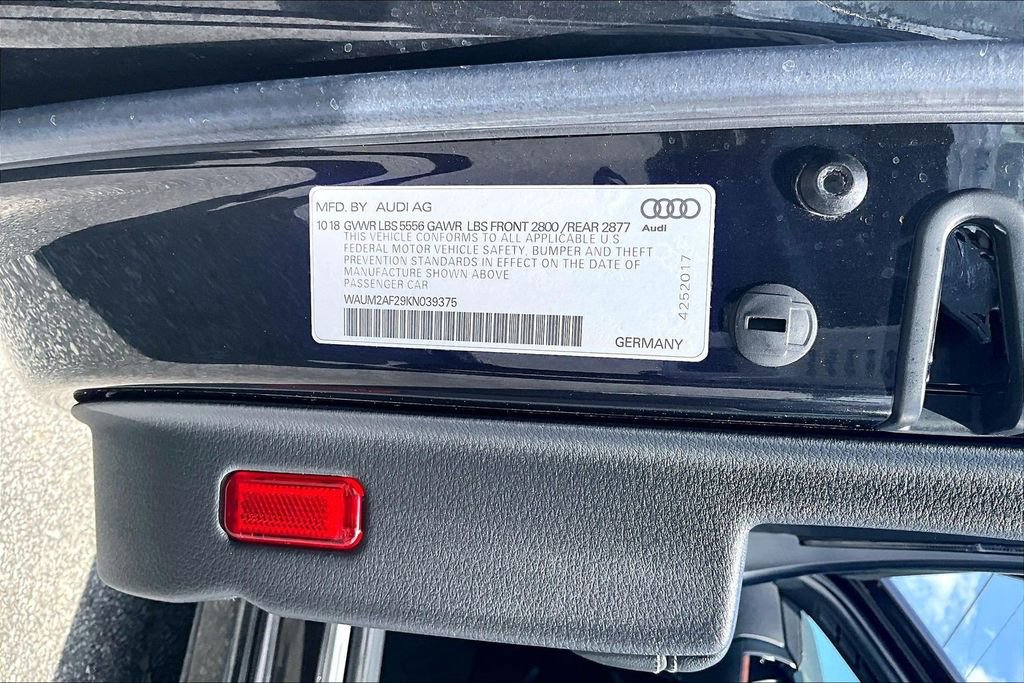 MFD. BY AUDI AG
Audi
10 18 GVWR LBS 5556 GAWR LBS FRONT 2800 /REAR 2877
THIS VEHICLE CONFORMS TO ALL APPLICABLE U.S
FEDERAL MOTOR VEHICLE SAFETY, BUMPER AND THEFT
PREVENTION STANDARDS IN EFFECT ON THE DATE OF
MANUFACTURE SHOWN ABOVE
PASSENGER CAR
WAUM2AF29KN039375
GERMANY
4252017